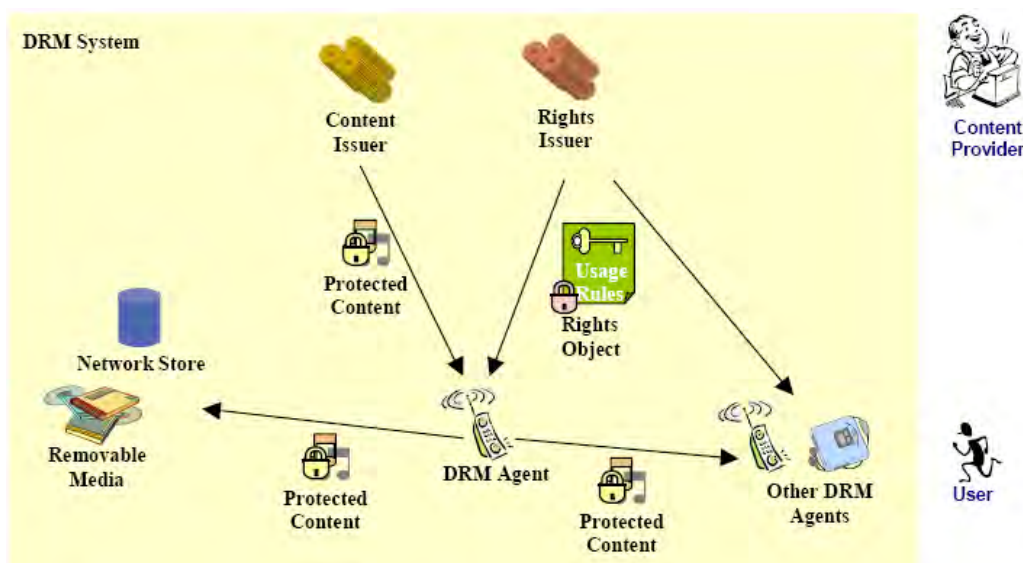 DRM System
Content
Issuer
Rights
Issuer
Content
Provider
Protected
Content
Usage
Rules
Rights
Object
Network Store
Removable
Media
Protected
Content
DRM Agent
Protected
Content
Other DRM
Agents
User